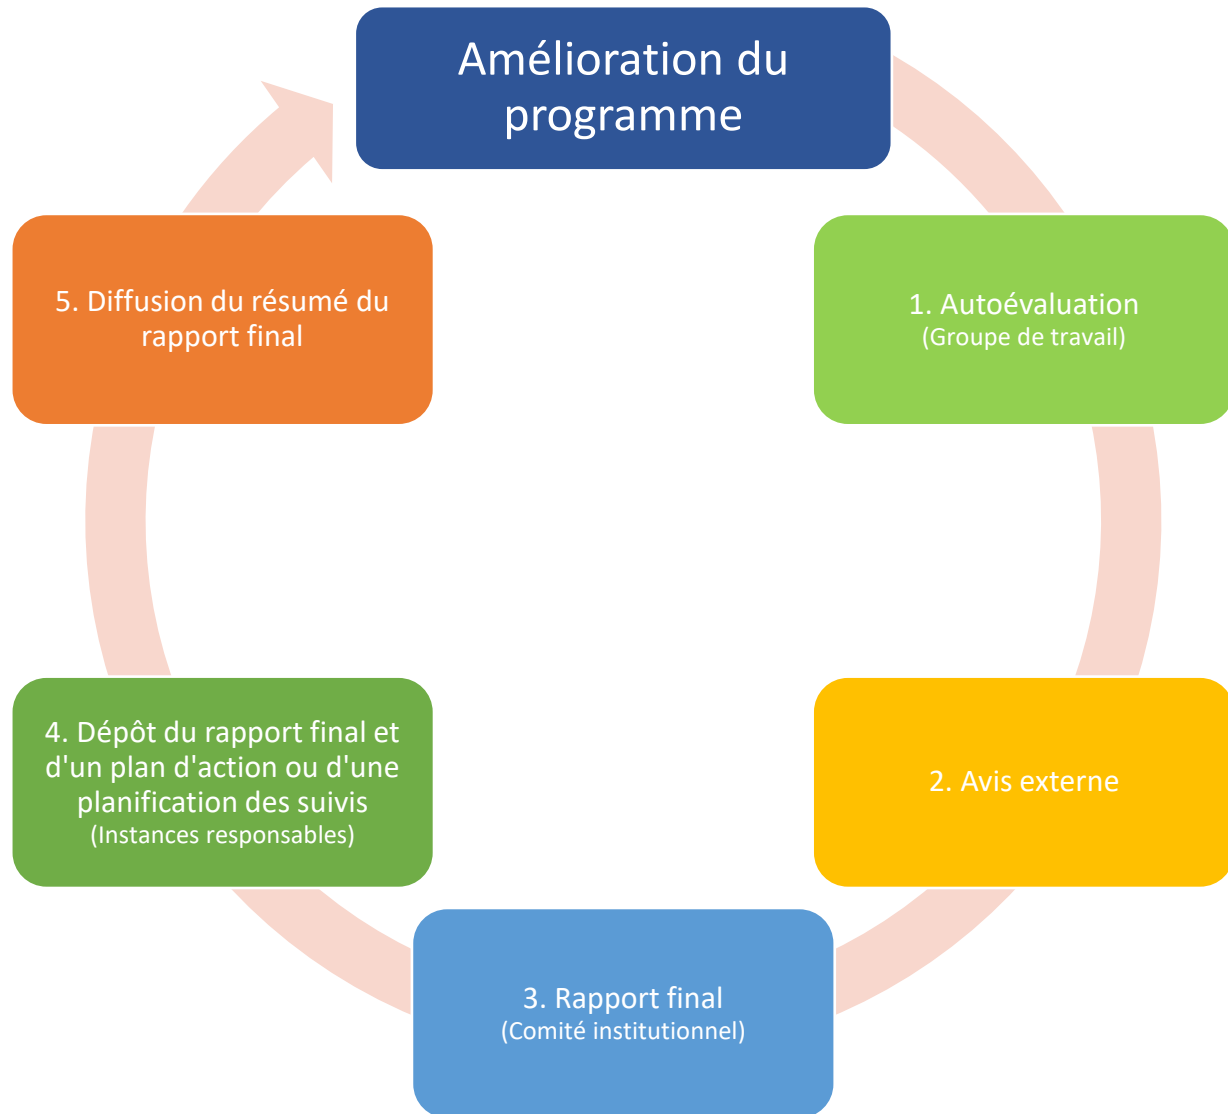 Amélioration du
programme
1. Autoévaluation
(Groupe de travail)
2. Avis externe
3. Rapport final
(Comité institutionnel)
4. Dépôt du rapport final et
d'un plan d'action ou d'une
planification des suivis
(Instances responsables)
5. Diffusion du résumé du
rapport final